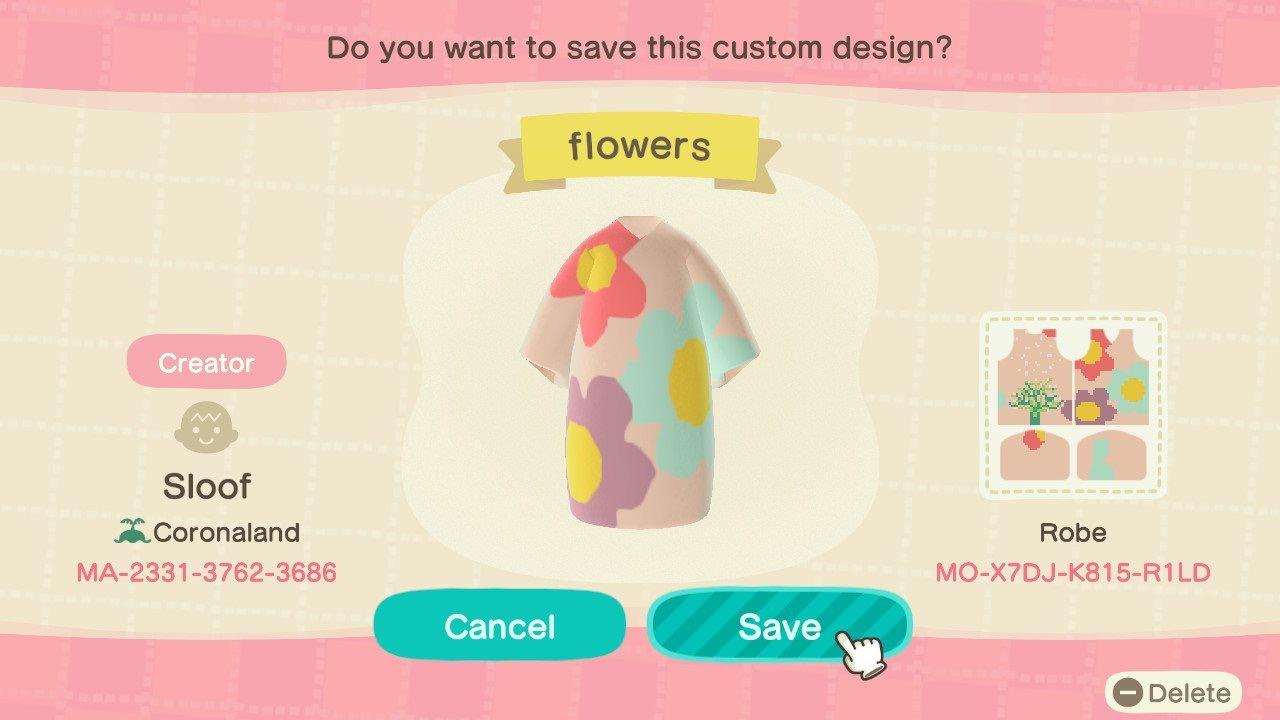 Do you want to save this custom design?
flowers
Creator
Sloof
Coronaland
MA-2331-3762-3686
Robe
MO-X7DJ-K815-R1LD
Cancel
Save
Delete